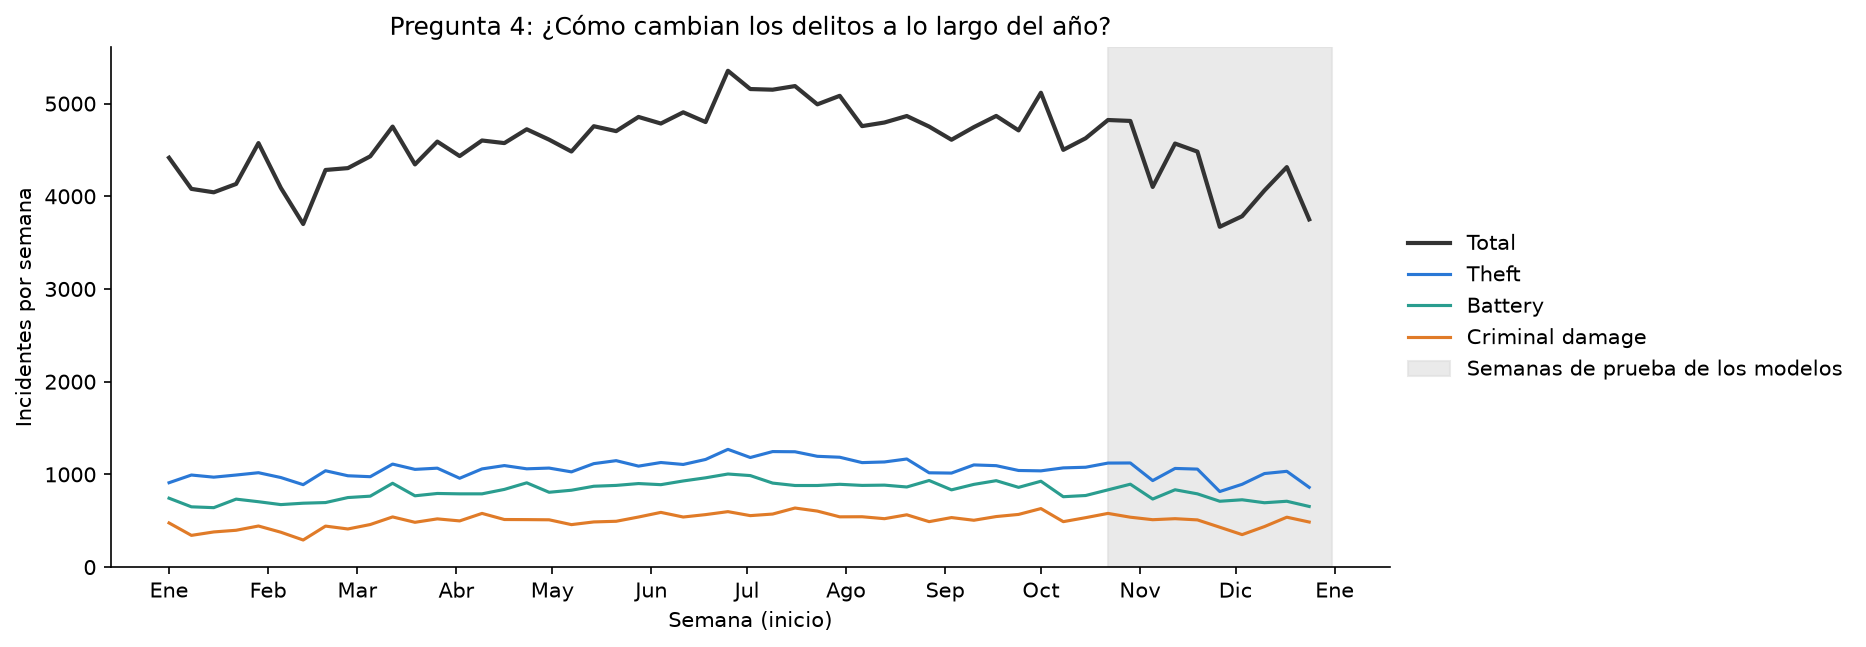 Pregunta 4: ¿Cómo cambian los delitos a lo largo del año?
Incidentes por semana
5000
4000
3000
2000
1000
0
Ene Feb Mar Abr May Jun Jul Ago Sep Oct Nov Dic Ene
Semana (inicio)
Total
Theft
Battery
Criminal damage
Semanas de prueba de los modelos